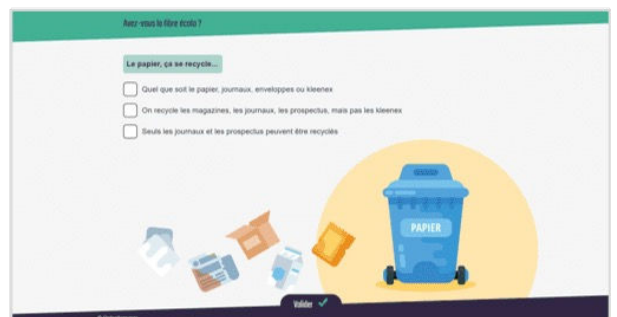 Avez-vous la fibre écolo ?
Le papier, ça se recycle...
Quel que soit le papier, journaux, enveloppes ou kleenex
On recycle les magazines, les journaux, les prospectus, mais pas les kleenex
Seuls les journaux et les prospectus peuvent être recyclés
PAPIER
Valider